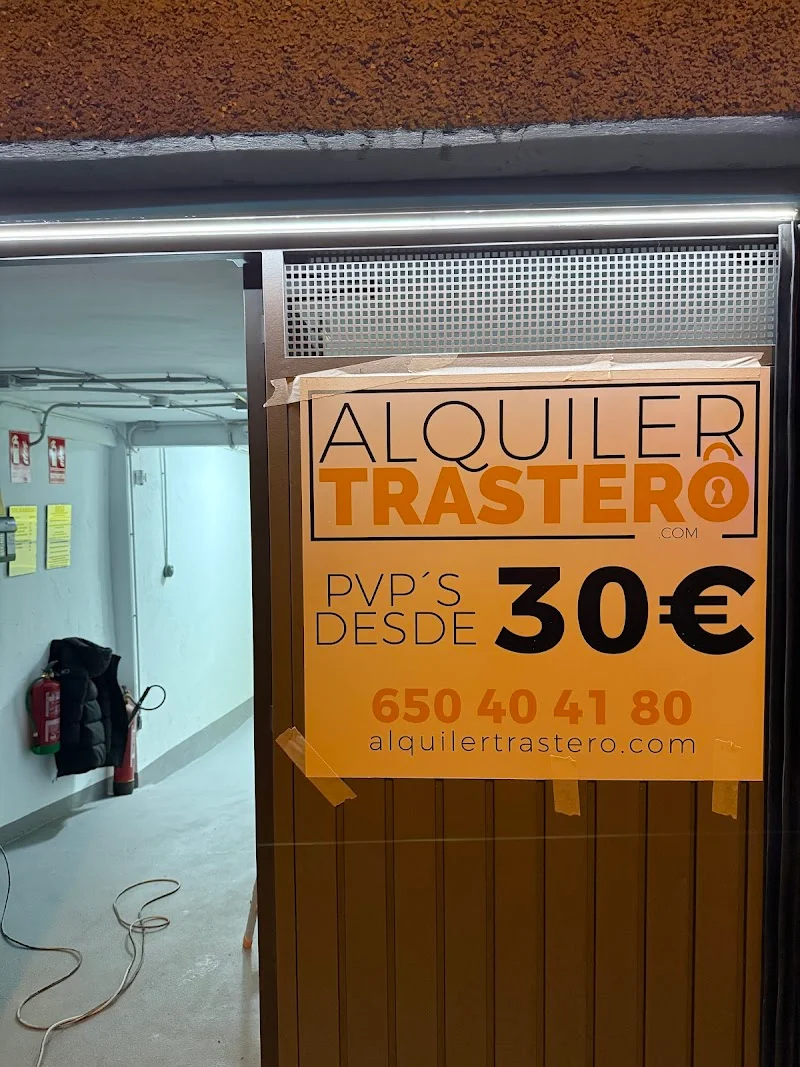 ALQUILER
TRASTERO
.COM
PVP´S
DESDE 30€
650 40 41 80
alquilertrastero.com